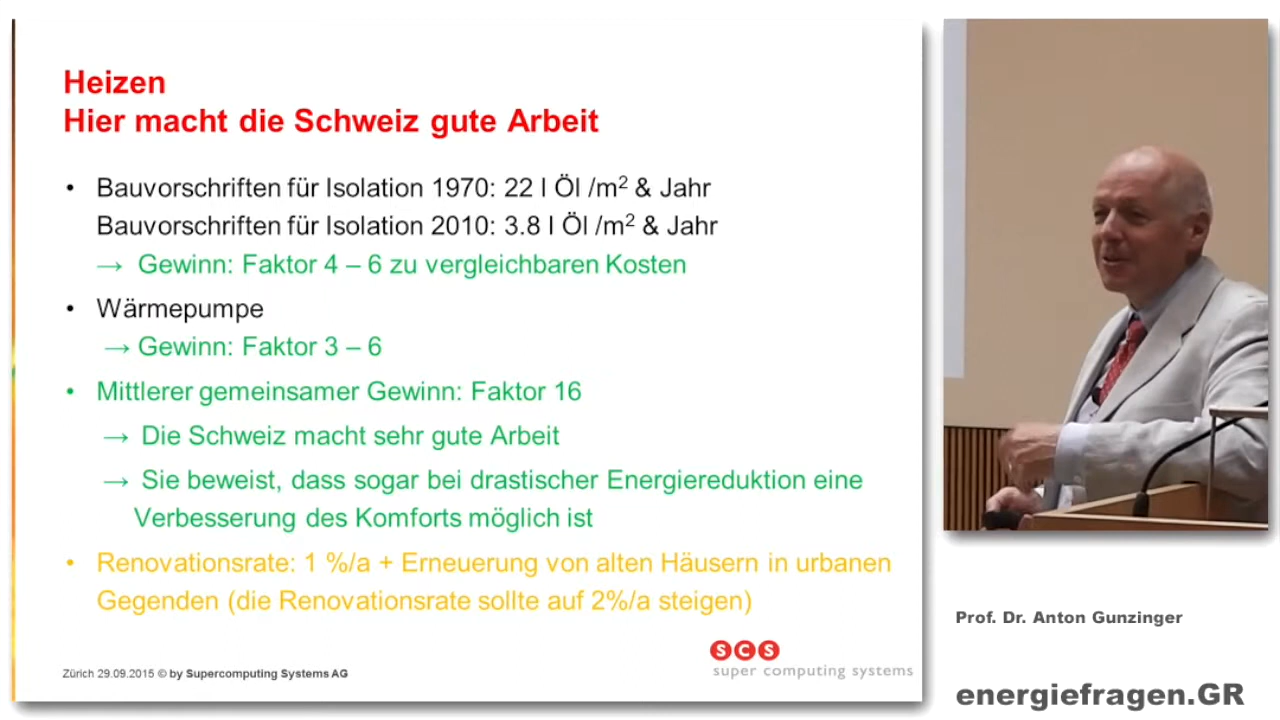 Heizen
Hier macht die Schweiz gute Arbeit
• Bauvorschriften für Isolation 1970: 22 l Öl /m² & Jahr
Bauvorschriften für Isolation 2010: 3.8 l Öl /m² & Jahr
→ Gewinn: Faktor 4 – 6 zu vergleichbaren Kosten
• Wärmepumpe
→ Gewinn: Faktor 3 – 6
• Mittlerer gemeinsamer Gewinn: Faktor 16
→ Die Schweiz macht sehr gute Arbeit
→ Sie beweist, dass sogar bei drastischer Energiereduktion eine
Verbesserung des Komforts möglich ist
• Renovationsrate: 1 %/a + Erneuerung von alten Häusern in urbanen
Gegenden (die Renovationsrate sollte auf 2%/a steigen)
Zürich 29.09.2015 © by Supercomputing Systems AG
SCS
super computing systems
Prof. Dr. Anton Gunzinger
energiefragen.GR